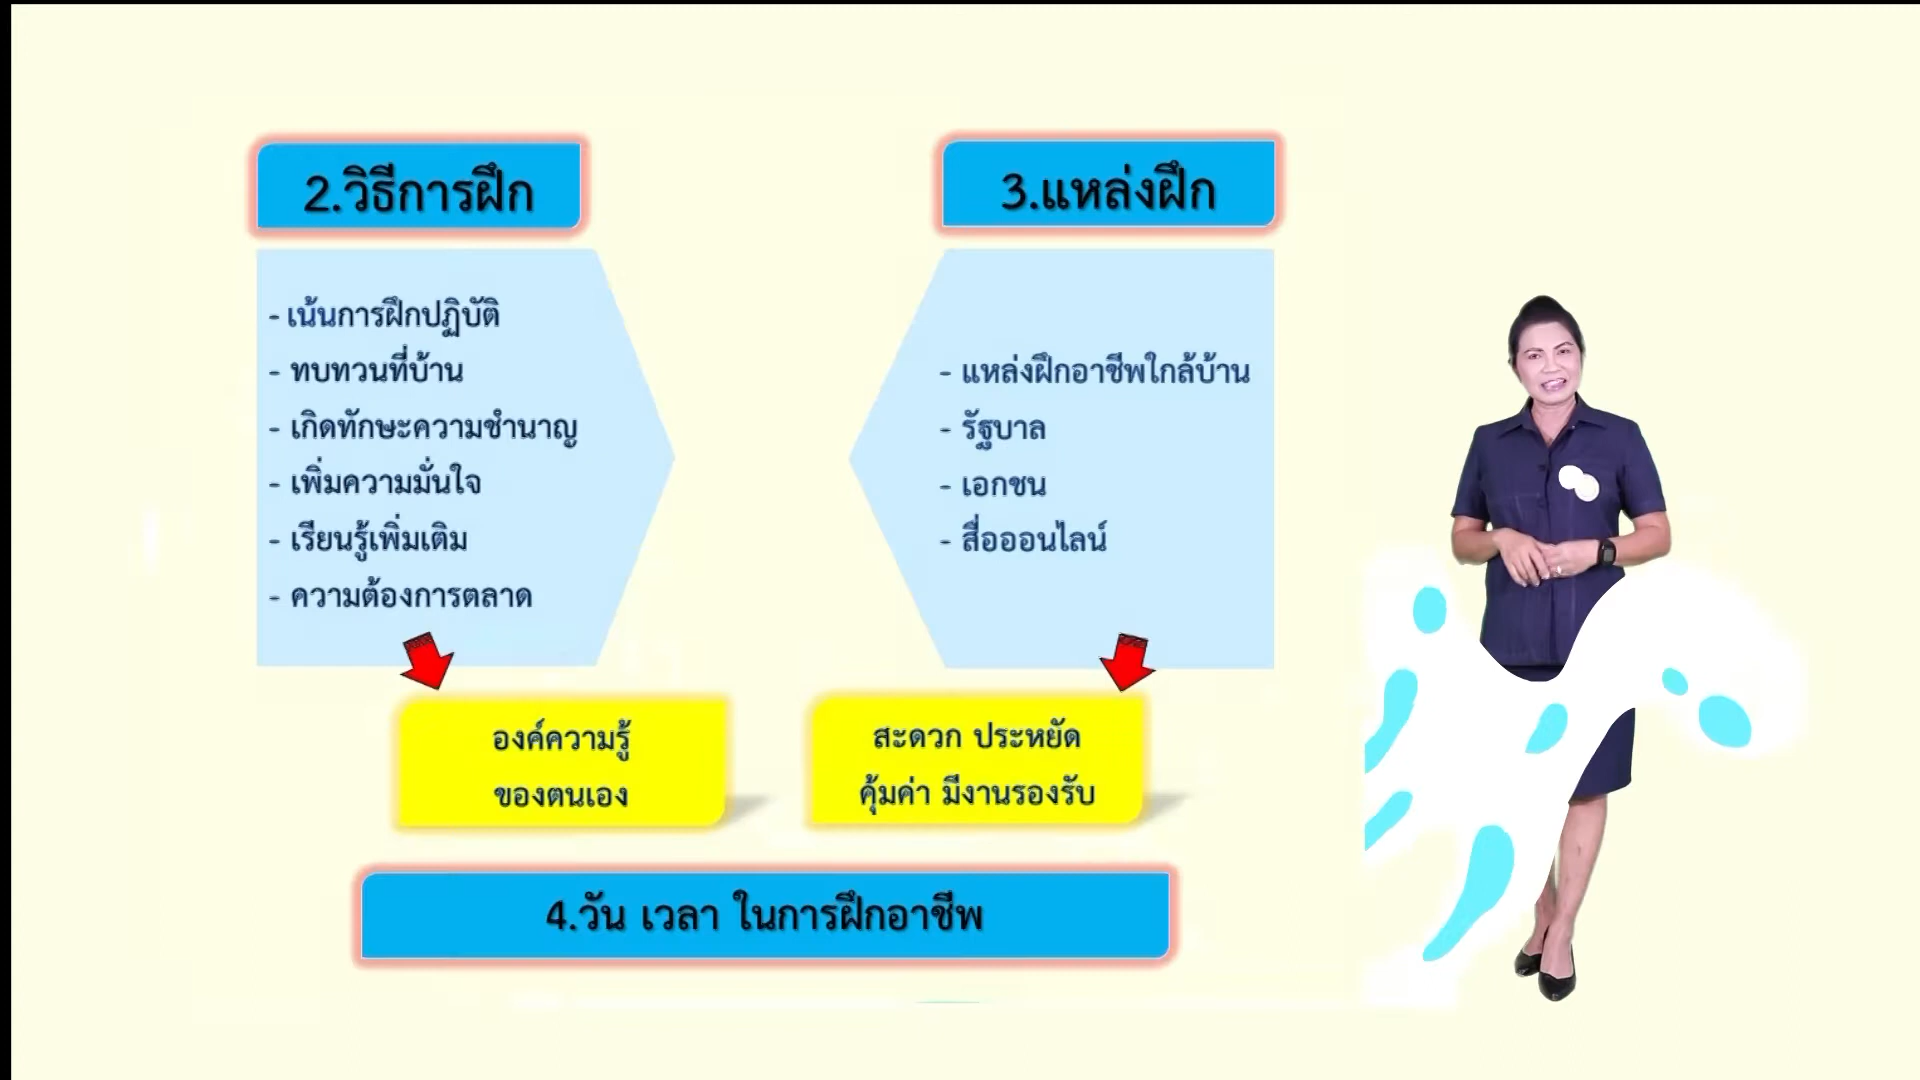 2.วิธีการฝึก
- เน้นการฝึกปฏิบัติ
- ทบทวนที่บ้าน
- เกิดทักษะความชำนาญ
- เพิ่มความมั่นใจ
- เรียนรู้เพิ่มเติม
- ความต้องการตลาด
องค์ความรู้
ของตนเอง
3.แหล่งฝึก
- แหล่งฝึกอาชีพใกล้บ้าน
- รัฐบาล
- เอกชน
- สื่อออนไลน์
สะดวก ประหยัด
คุ้มค่า มีงานรองรับ
4.วัน เวลา ในการฝึกอาชีพ